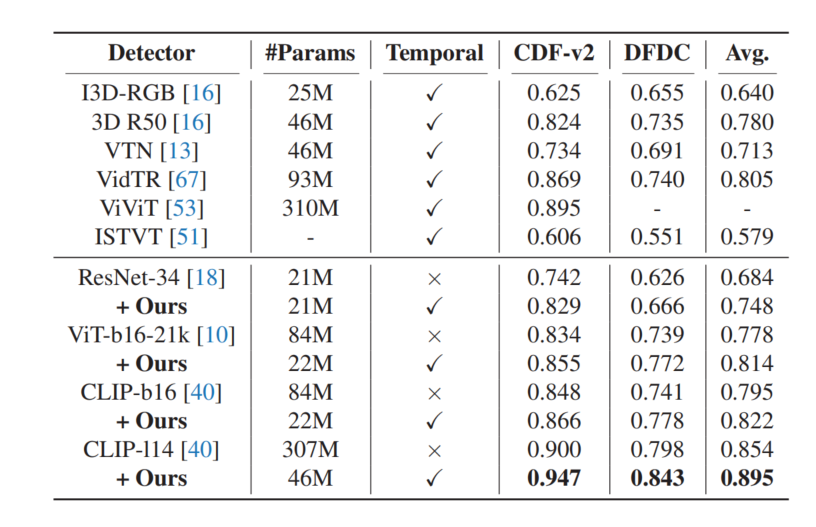 Detector #Params Temporal CDF-v2 DFDC Avg.
I3D-RGB [16] 25M ✓ 0.625 0.655 0.640
3D R50 [16] 46M ✓ 0.824 0.735 0.780
VTN [13] 46M ✓ 0.734 0.691 0.713
VidTR [67] 93M ✓ 0.869 0.740 0.805
ViViT [53] 310M ✓ 0.895 - -
ISTVT [51] - ✓ 0.606 0.551 0.579
ResNet-34 [18] 21M × 0.742 0.626 0.684
+ Ours 21M ✓ 0.829 0.666 0.748
ViT-b16-21k [10] 84M × 0.834 0.739 0.778
+ Ours 22M ✓ 0.855 0.772 0.814
CLIP-b16 [40] 84M × 0.848 0.741 0.795
+ Ours 22M ✓ 0.866 0.778 0.822
CLIP-l14 [40] 307M × 0.900 0.798 0.854
+ Ours 46M ✓ 0.947 0.843 0.895